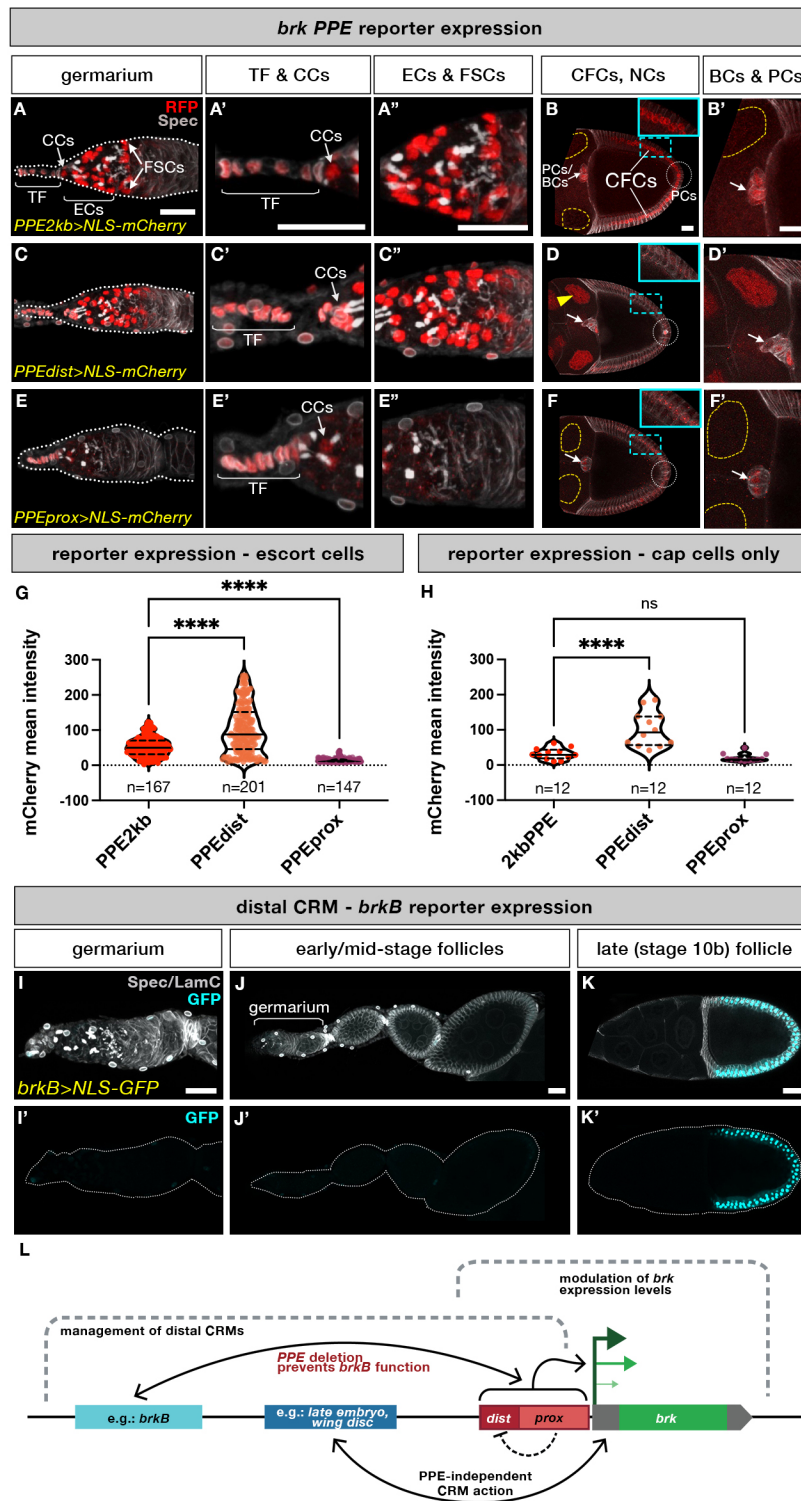 brk PPE reporter expression
germarium
TF & CCs
ECs & FSCs
CFCs, NCs
BCs & PCs
A
RFP
Spec
CCs
FSCs
TF
ECs
PPE2kb>NLS-mCherry
A'
CCs
TF
A"
B
PCs/
BCs
CFCs
PCs
B'
C
PPEdist>NLS-mCherry
C'
CCs
TF
C"
D
D'
E
PPEprox>NLS-mCherry
E'
CCs
TF
E"
F
F'
reporter expression - escort cells
reporter expression - cap cells only
G
****
****
mCherry mean intensity
300
200
100
0
-100
n=167
n=201
n=147
PPE2kb
PPEdist
PPEprox
H
ns
****
mCherry mean intensity
300
200
100
0
-100
n=12
n=12
n=12
2kbPPE
PPEdist
PPEprox
distal CRM - brkB reporter expression
germarium
early/mid-stage follicles
late (stage 10b) follicle
I
Spec/LamC
GFP
brkB>NLS-GFP
J
germarium
K
I'
GFP
J'
K'
L
modulation of brk
expression levels
management of distal CRMs
PPE deletion
prevents brkB function
e.g.: brkB
e.g.: late embryo,
wing disc
dist
prox
brk
PPE-independent
CRM action